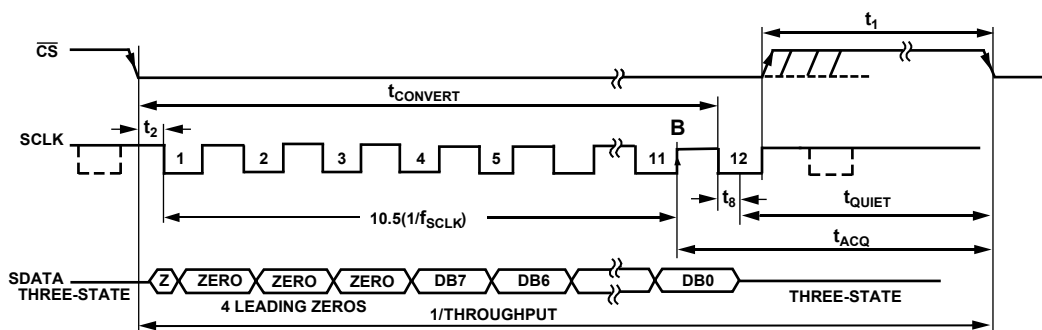 t1
CS
tCONVERT
t2
B
SCLK
1 2 3 4 5 11 12
t8
10.5(1/fSCLK)
tQUIET
tACQ
SDATA
Z ZERO ZERO ZERO DB7 DB6 DB0
THREE-STATE
4 LEADING ZEROS
THREE-STATE
1/THROUGHPUT